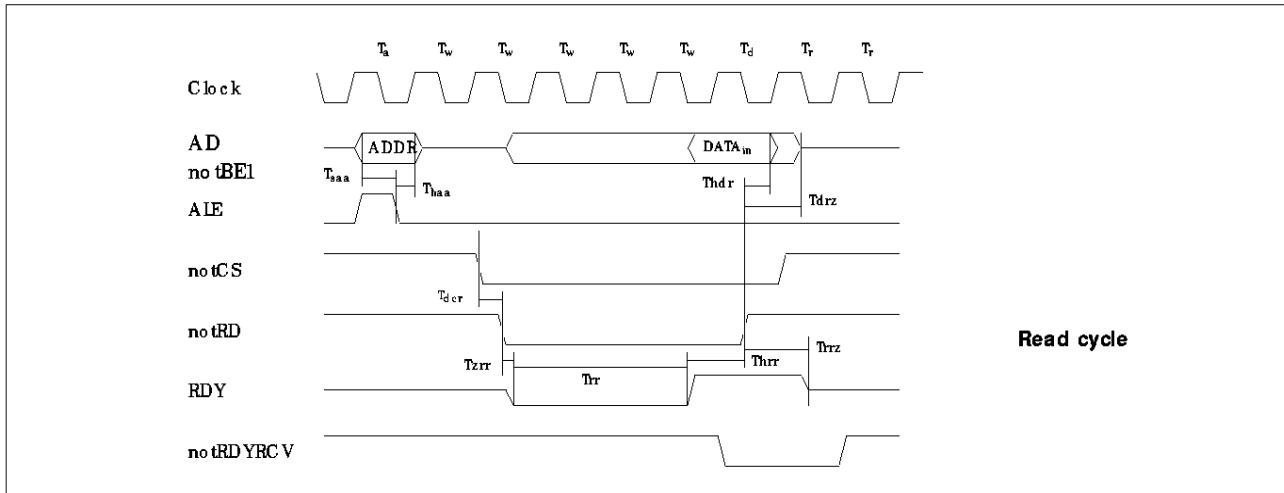 Ta Tw Tw Tw Tw Tw Td Tr Tr
Clock
AD
ADDR
DATAin
notBE1
Tsaa
Thaa
Thdr
Tdrz
ALE
notCS
Tdcr
notRD
Read cycle
Tzrr
Trr
Thrr
Trrz
RDY
notRDYRCV